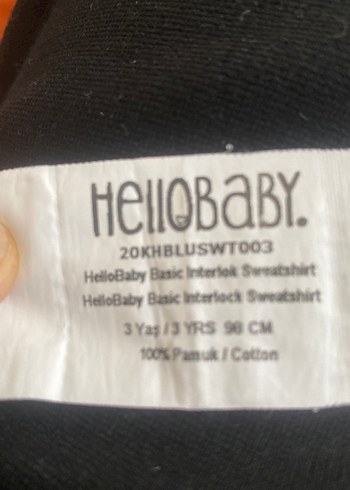 HellOBaBY.
20KHBLUSWT003
HelloBaby Basic Interlok Sweatshirt
HelloBaby Basic Interlock Sweatshirt
3 Yaş / 3 YRS 98 CM
100% Pamuk / Cotton